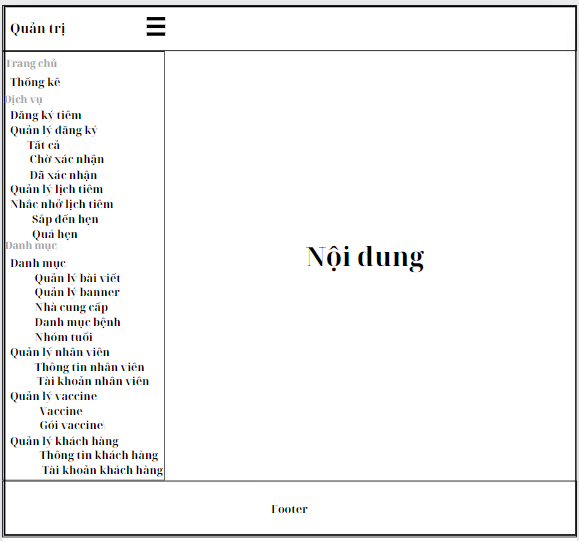 Quản trị
Trang chủ
Thống kê
Dịch vụ
Đăng ký tiêm
Quản lý đăng ký
Tất cả
Chờ xác nhận
Đã xác nhận
Quản lý lịch tiêm
Nhắc nhở lịch tiêm
Sắp đến hẹn
Quá hẹn
Danh mục
Danh mục
Quản lý bài viết
Quản lý banner
Nhà cung cấp
Danh mục bệnh
Nhóm tuổi
Quản lý nhân viên
Thông tin nhân viên
Tài khoản nhân viên
Quản lý vaccine
Vaccine
Gói vaccine
Quản lý khách hàng
Thông tin khách hàng
Tài khoản khách hàng
Nội dung
Footer